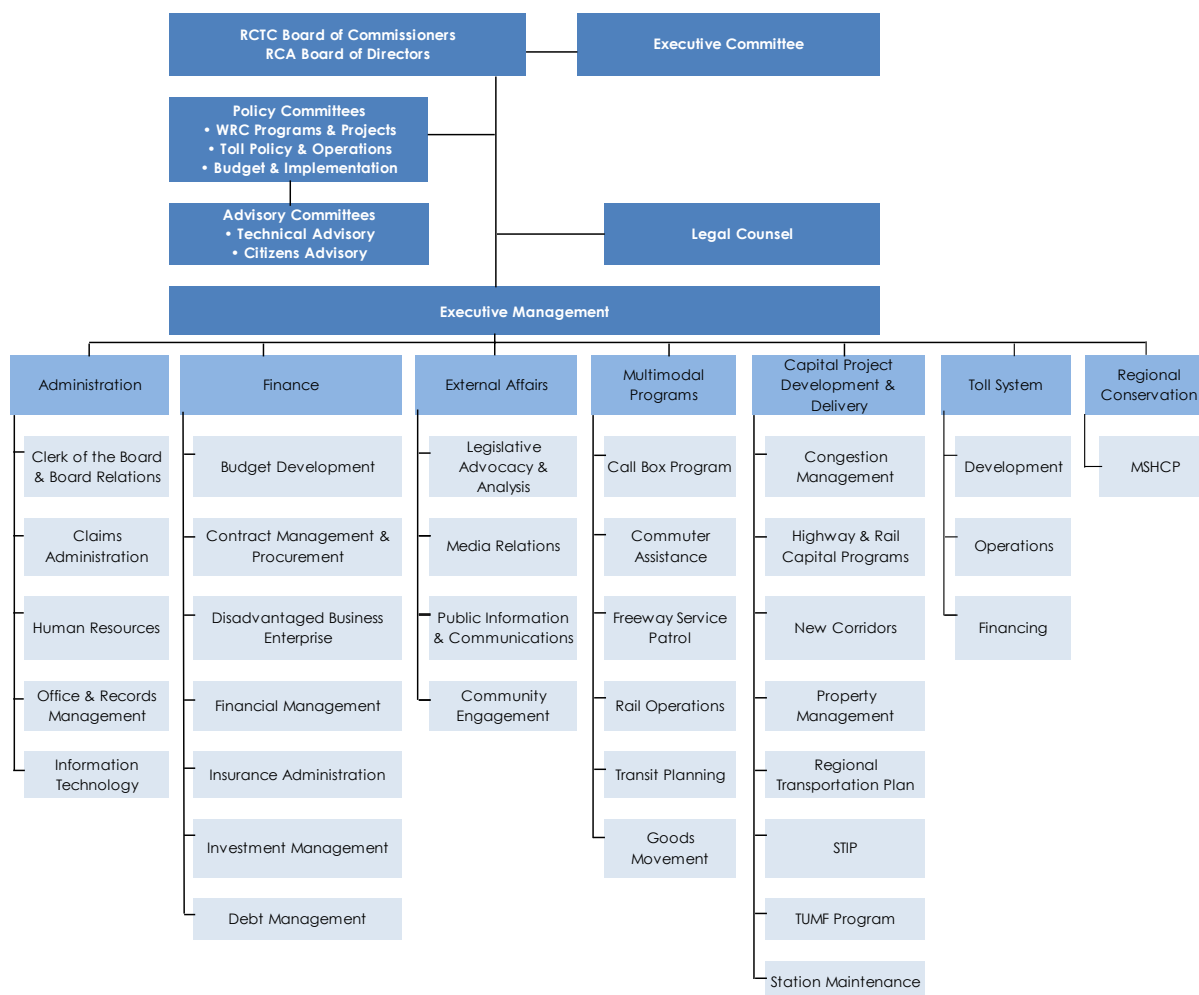 RCTC Board of Commissioners
RCA Board of Directors
Executive Committee
Policy Committees
• WRC Programs & Projects
• Toll Policy & Operations
• Budget & Implementation
Advisory Committees
• Technical Advisory
• Citizens Advisory
Legal Counsel
Executive Management
Administration
Clerk of the Board
& Board Relations
Claims
Administration
Human Resources
Office & Records
Management
Information
Technology
Finance
Budget Development
Contract Management &
Procurement
Disadvantaged Business
Enterprise
Financial Management
Insurance Administration
Investment Management
Debt Management
External Affairs
Legislative
Advocacy &
Analysis
Media Relations
Public Information
& Communications
Community
Engagement
Multimodal
Programs
Call Box Program
Commuter
Assistance
Freeway Service
Patrol
Rail Operations
Transit Planning
Goods
Movement
Capital Project
Development &
Delivery
Congestion
Management
Highway & Rail
Capital Programs
New Corridors
Property
Management
Regional
Transportation Plan
STIP
TUMF Program
Station Maintenance
Toll System
Development
Operations
Financing
Regional
Conservation
MSHCP